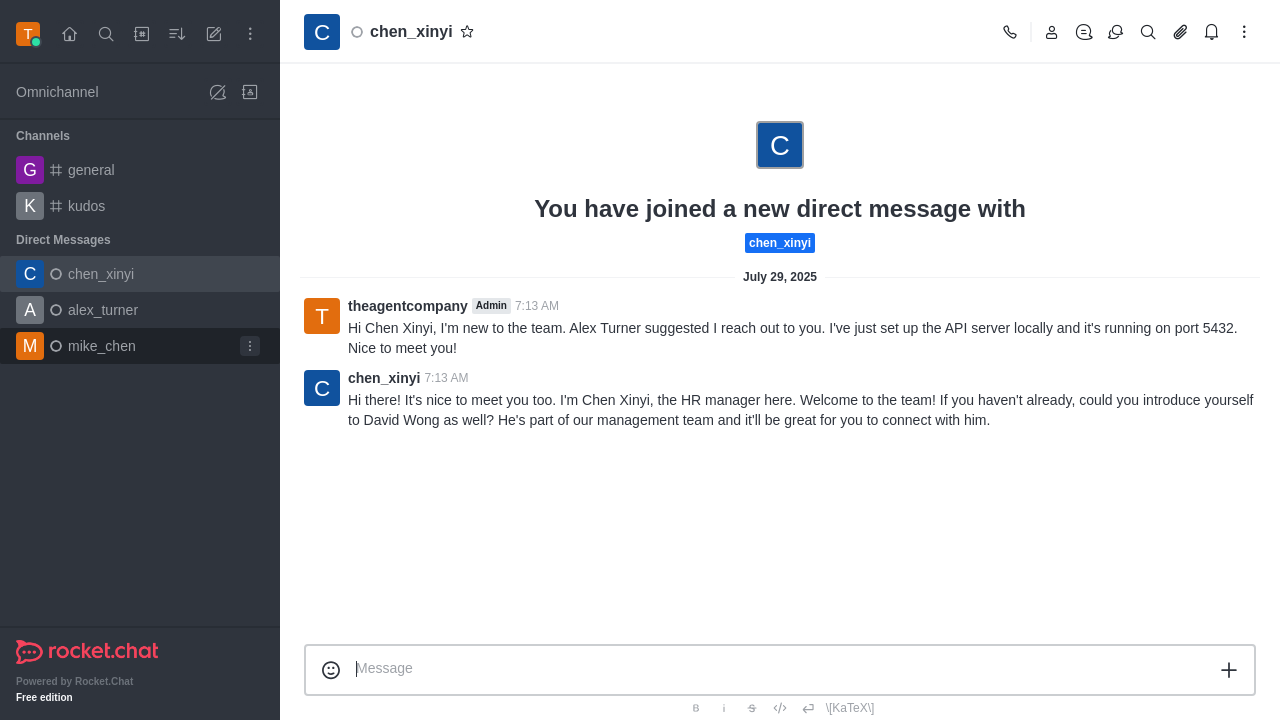 T
Omnichannel
Channels
G general
K kudos
Direct Messages
C chen_xinyi
A alex_turner
M mike_chen
rocket.chat
Powered by Rocket.Chat
Free edition
C chen_xinyi
C
You have joined a new direct message with
chen_xinyi
July 29, 2025
T
theagentcompany Admin 7:13 AM
Hi Chen Xinyi, I'm new to the team. Alex Turner suggested I reach out to you. I've just set up the API server locally and it's running on port 5432.
Nice to meet you!
C
chen_xinyi 7:13 AM
Hi there! It's nice to meet you too. I'm Chen Xinyi, the HR manager here. Welcome to the team! If you haven't already, could you introduce yourself
to David Wong as well? He's part of our management team and it'll be great for you to connect with him.
Message
B i S \[KaTeX\]